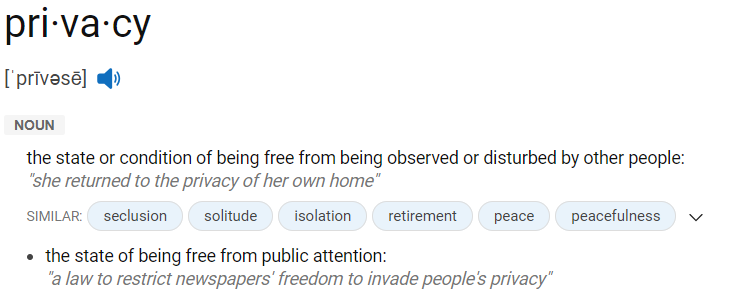 pri·va·cy
[ˈprīvəsē]
NOUN
the state or condition of being free from being observed or disturbed by other people:
"she returned to the privacy of her own home"
SIMILAR: seclusion solitude isolation retirement peace peacefulness
• the state of being free from public attention:
"a law to restrict newspapers' freedom to invade people's privacy"